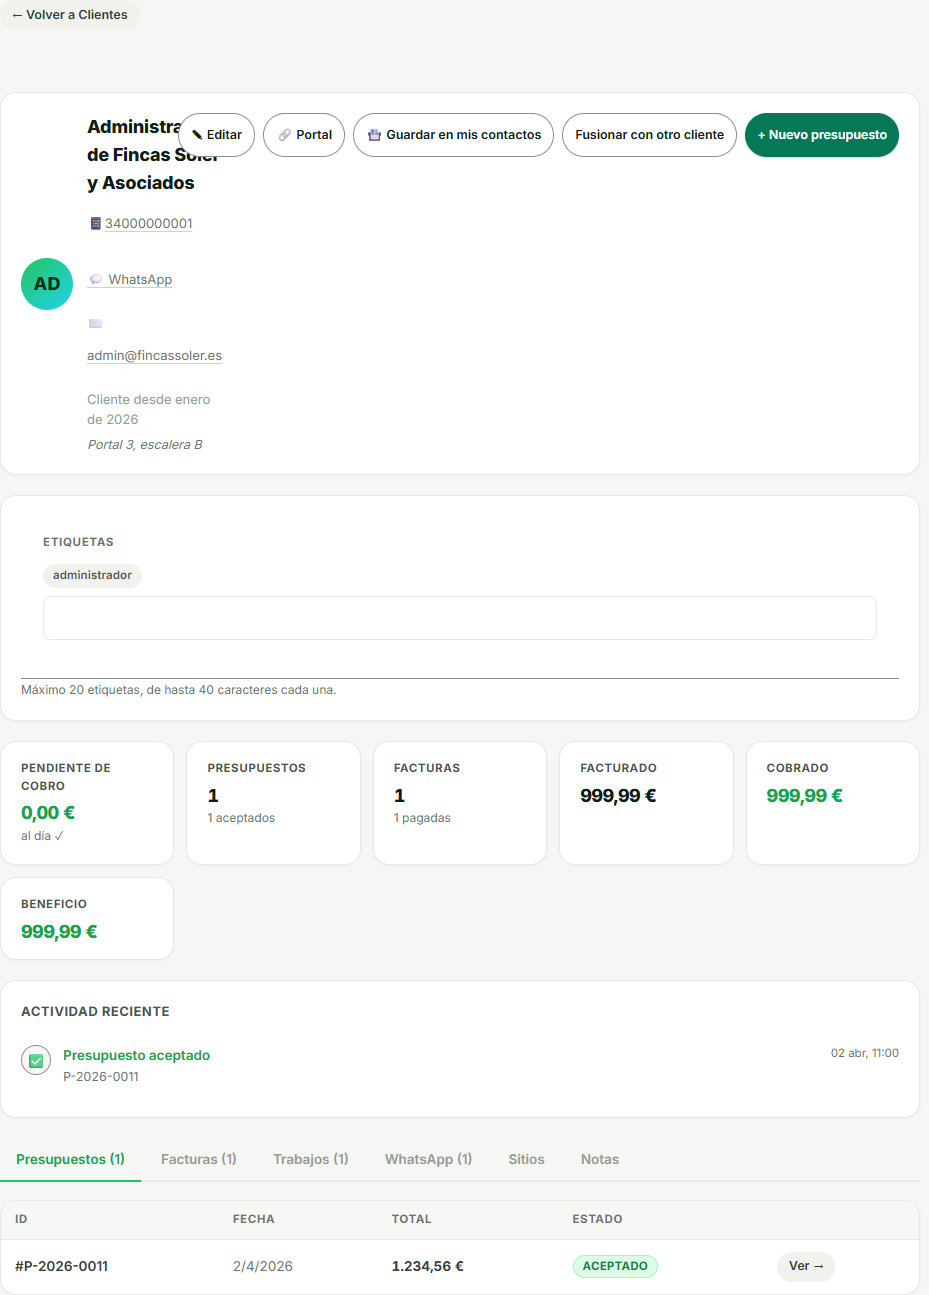 ← Volver a Clientes
Administra
de Fincas Soler
y Asociados
Editar
Portal
Guardar en mis contactos
Fusionar con otro cliente
+ Nuevo presupuesto
34000000001
AD
WhatsApp
admin@fincassoler.es
Cliente desde enero
de 2026
Portal 3, escalera B
ETIQUETAS
administrador
Máximo 20 etiquetas, de hasta 40 caracteres cada una.
PENDIENTE DE
COBRO
0,00 €
al día ✓
PRESUPUESTOS
1
1 aceptados
FACTURAS
1
1 pagadas
FACTURADO
999,99 €
COBRADO
999,99 €
BENEFICIO
999,99 €
ACTIVIDAD RECIENTE
Presupuesto aceptado
02 abr, 11:00
P-2026-0011
Presupuestos (1) Facturas (1) Trabajos (1) WhatsApp (1) Sitios Notas
ID FECHA TOTAL ESTADO
#P-2026-0011 2/4/2026 1.234,56 € ACEPTADO Ver →